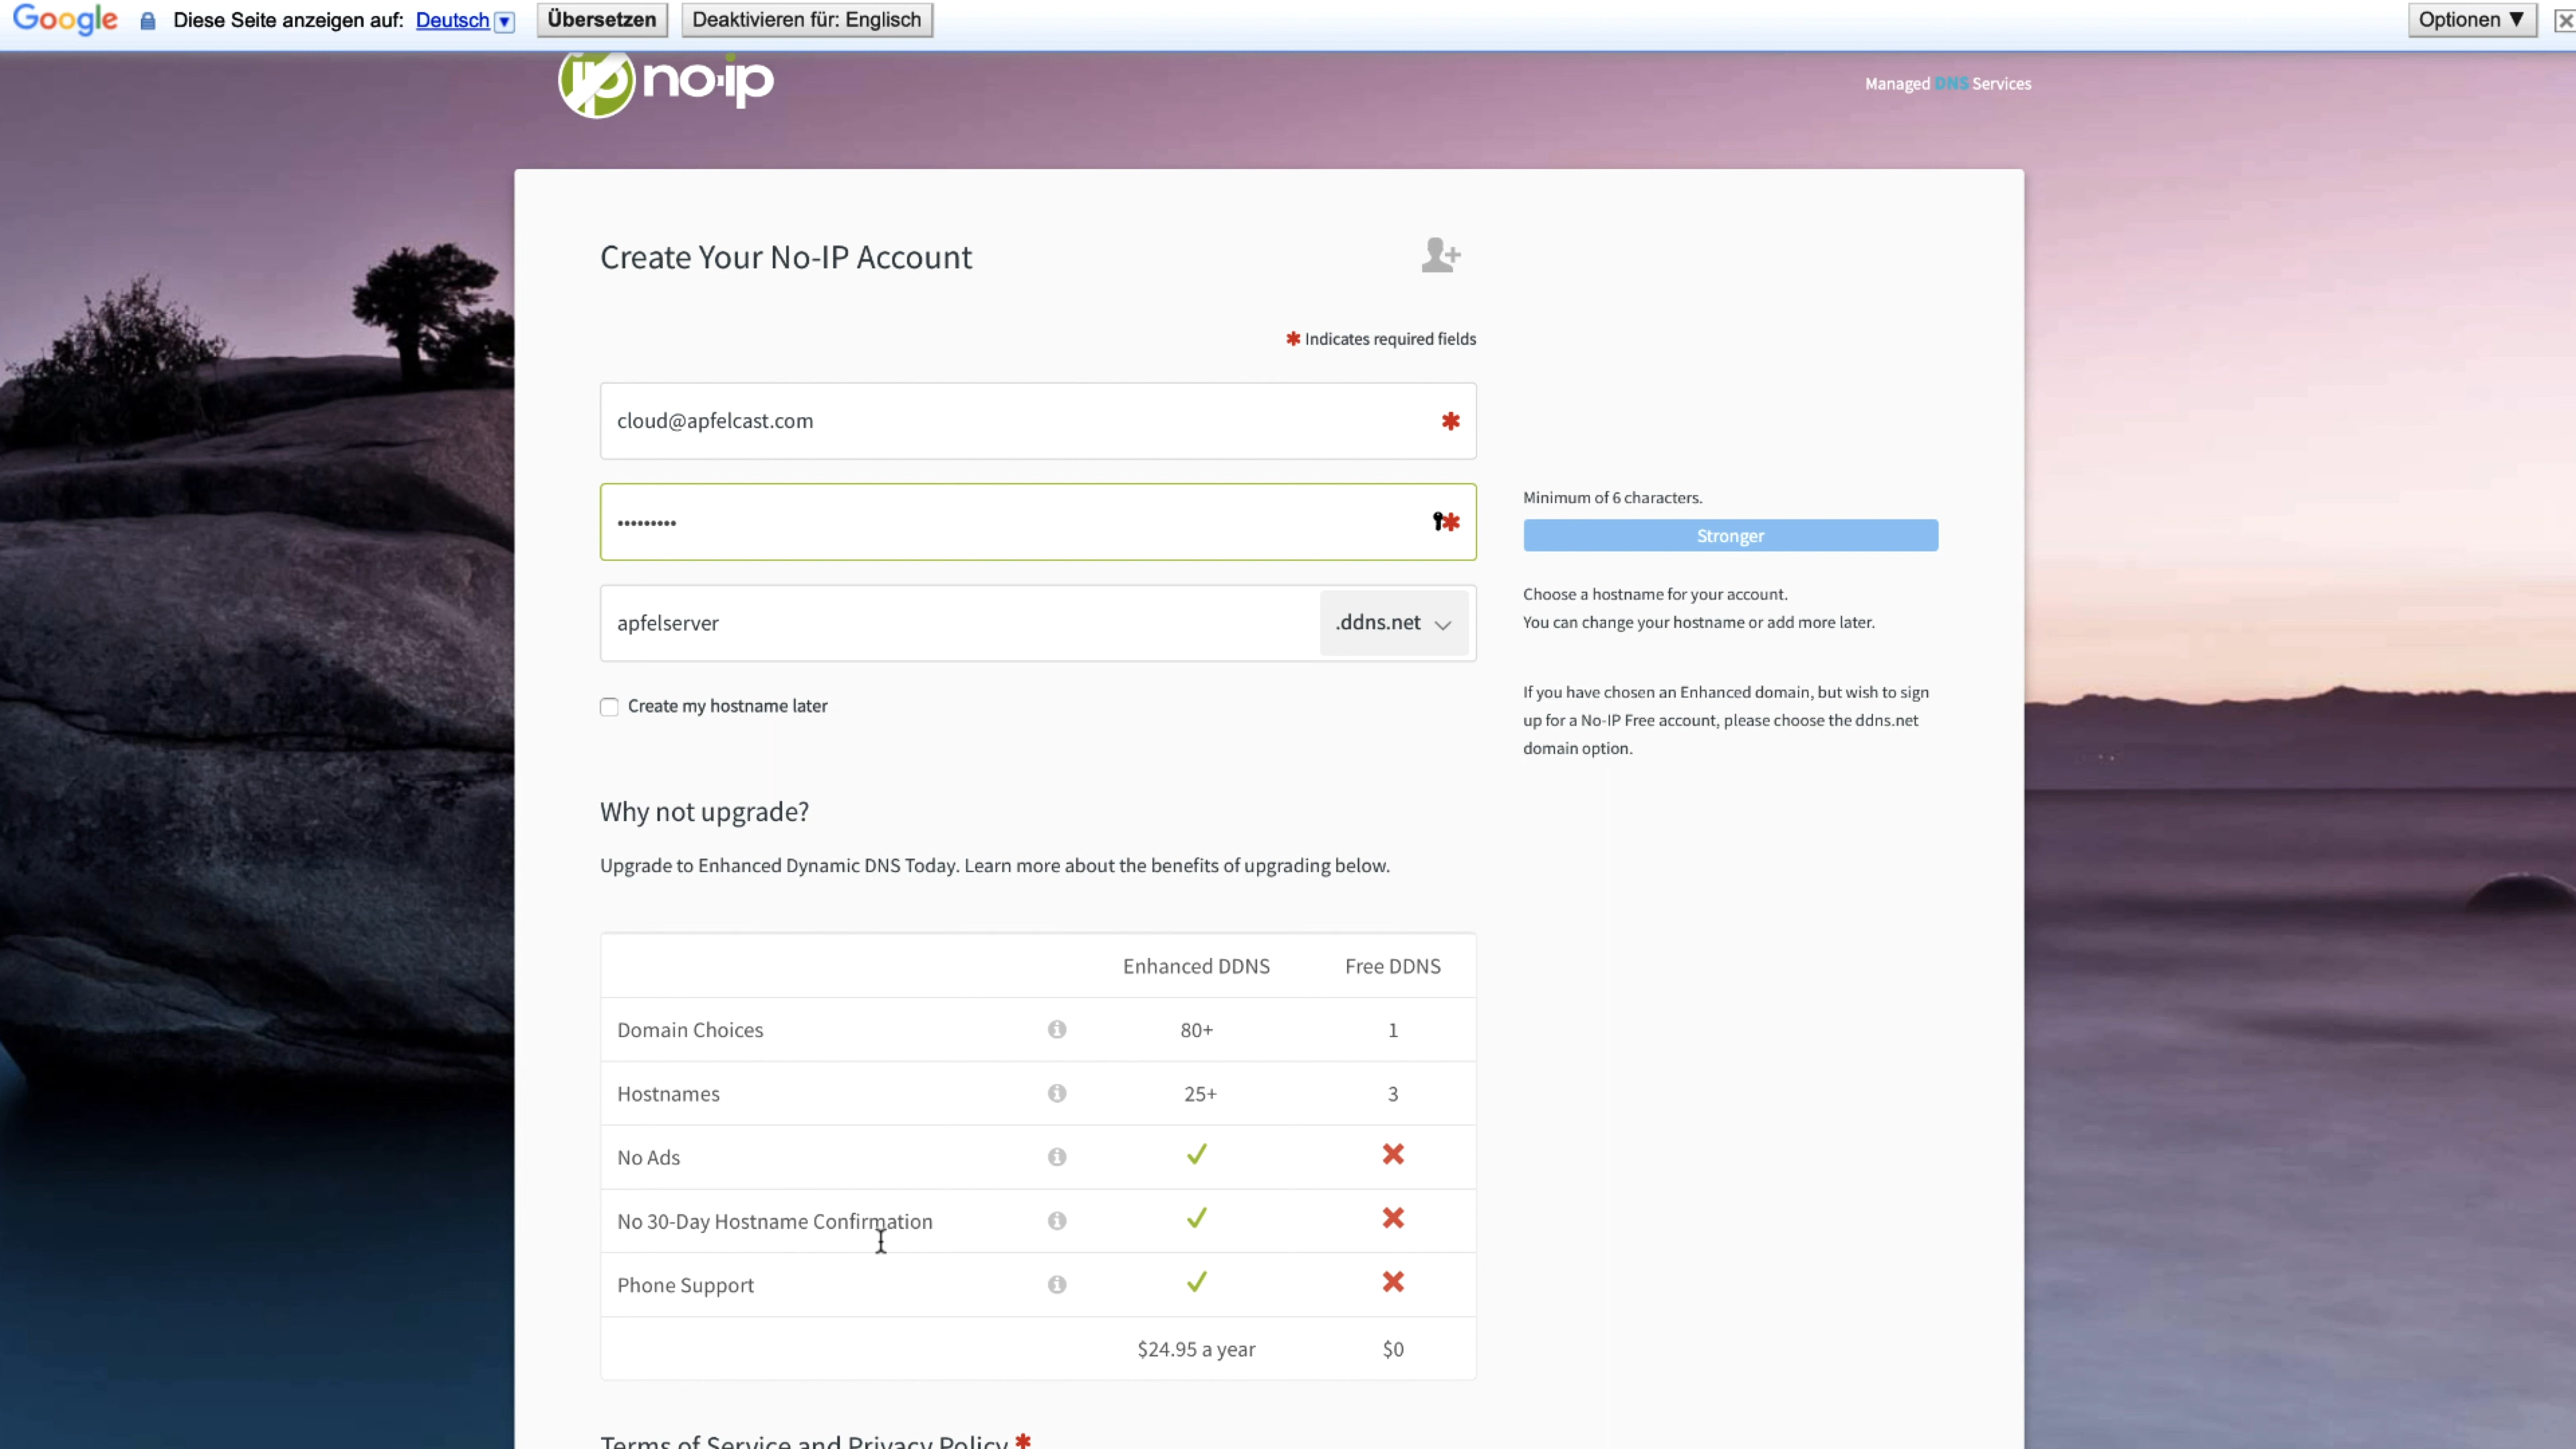 Google Diese Seite anzeigen auf: Deutsch ▼ Übersetzen Deaktivieren für: Englisch Optionen ▼
no-ip
Managed DNS Services
Create Your No-IP Account
✱ Indicates required fields
cloud@apfelcast.com ✱
••••••••• ✱
Minimum of 6 characters.
Stronger
apfelserver .ddns.net
Choose a hostname for your account.
You can change your hostname or add more later.
Create my hostname later
If you have chosen an Enhanced domain, but wish to sign
up for a No-IP Free account, please choose the ddns.net
domain option.
Why not upgrade?
Upgrade to Enhanced Dynamic DNS Today. Learn more about the benefits of upgrading below.
Enhanced DDNS Free DDNS
Domain Choices 80+ 1
Hostnames 25+ 3
No Ads
No 30-Day Hostname Confirmation
Phone Support
$24.95 a year $0
Terms of Service and Privacy Policy ✱